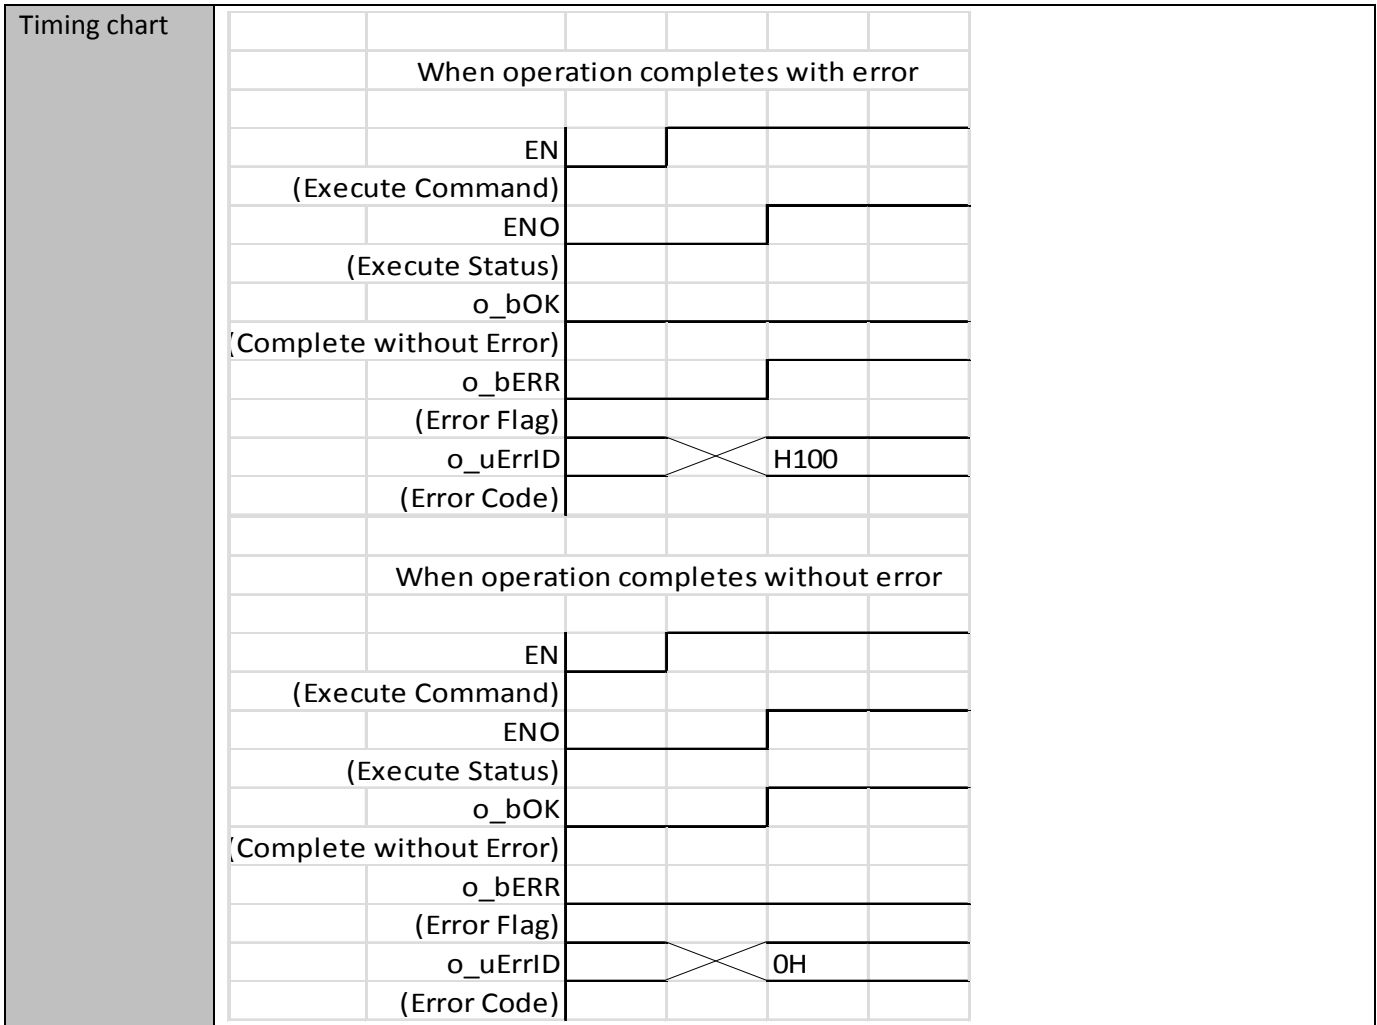 Timing chart
When operation completes with error
EN
(Execute Command)
ENO
(Execute Status)
o_bOK
(Complete without Error)
o_bERR
(Error Flag)
o_uErrID
H100
(Error Code)
When operation completes without error
EN
(Execute Command)
ENO
(Execute Status)
o_bOK
(Complete without Error)
o_bERR
(Error Flag)
o_uErrID
0H
(Error Code)